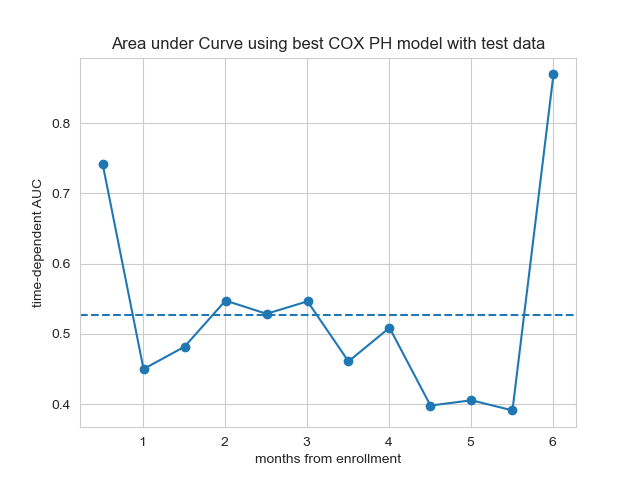 Area under Curve using best COX PH model with test data
time-dependent AUC
0.8
0.7
0.6
0.5
0.4
1 2 3 4 5 6
months from enrollment